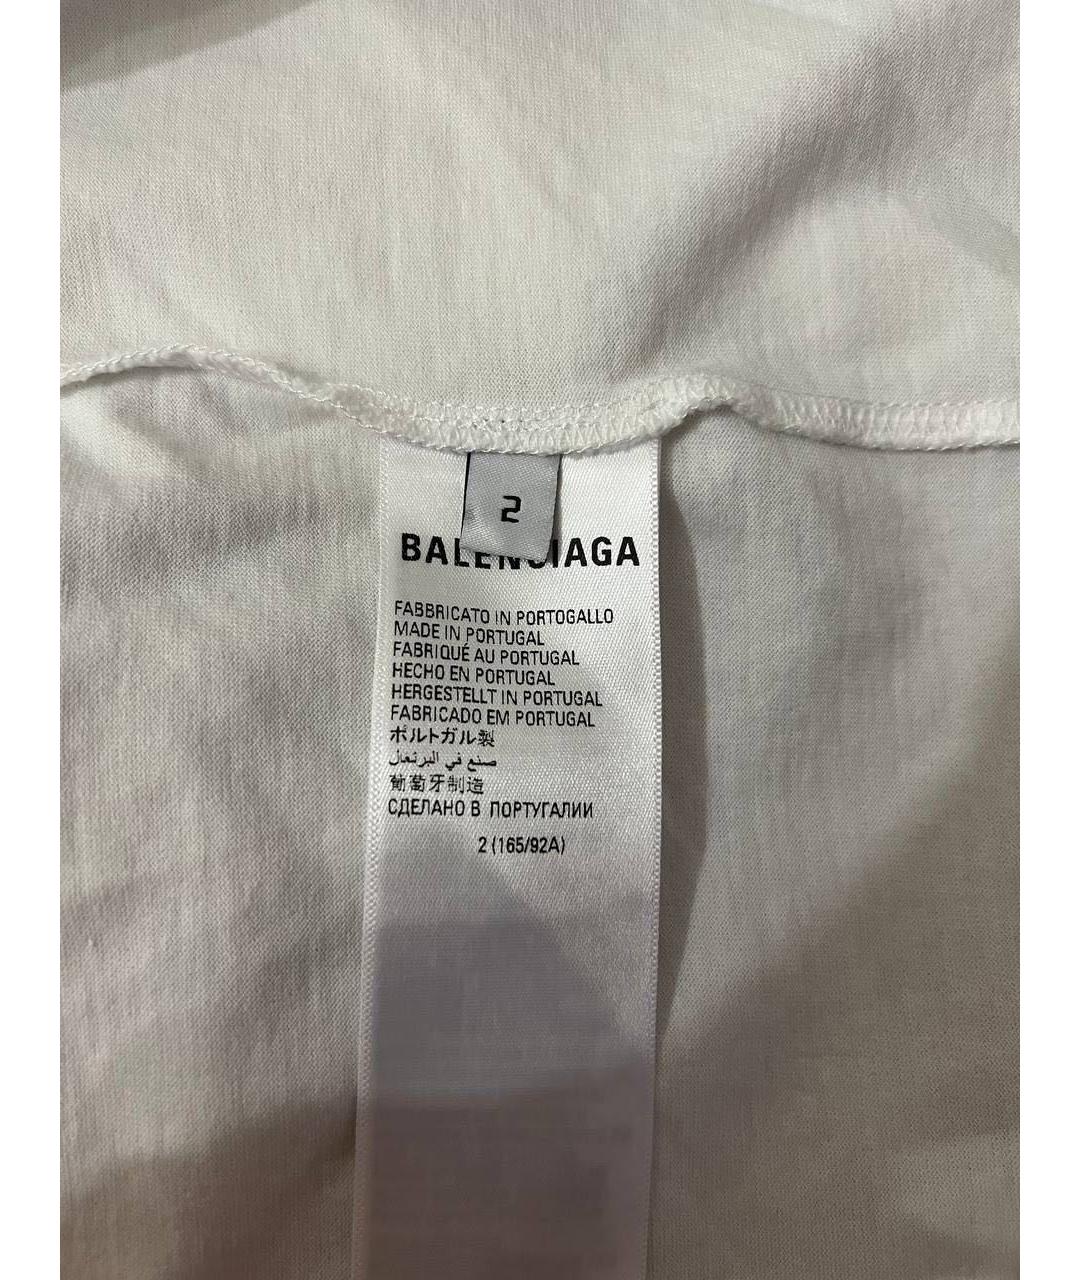 2
BALENCIAGA
FABBRICATO IN PORTOGALLO
MADE IN PORTUGAL
FABRIQUÉ AU PORTUGAL
HECHO EN PORTUGAL
HERGESTELLT IN PORTUGAL
FABRICADO EM PORTUGAL
ポルトガル製
صنع في البرتغال
葡萄牙制造
СДЕЛАНО В ПОРТУГАЛИИ
2 (165/92A)